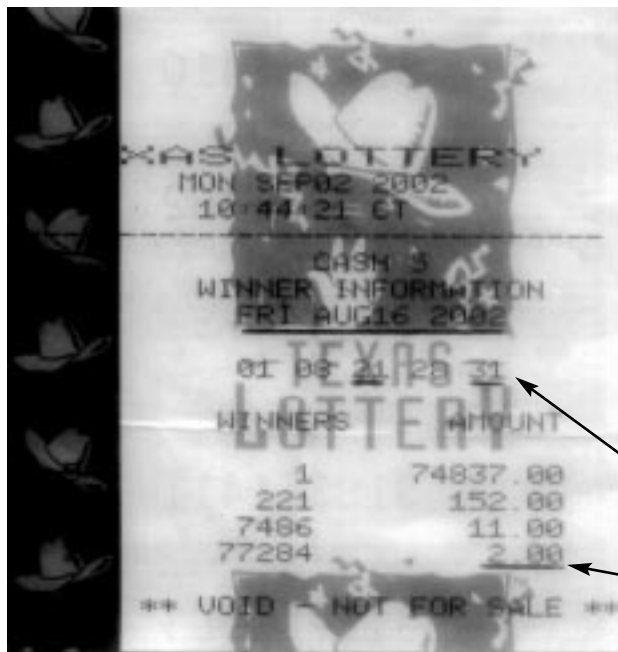 XAS LOTTERY
MON SEP02 2002
10:44:21 CT
CASH 5
WINNER INFORMATION
FRI AUG16 2002
TEXAS
01 08 21 28 31
LOTTERY
WINNERS AMOUNT
1 74837.00
221 152.00
7486 11.00
77284 2.00
** VOID - NOT FOR SALE **